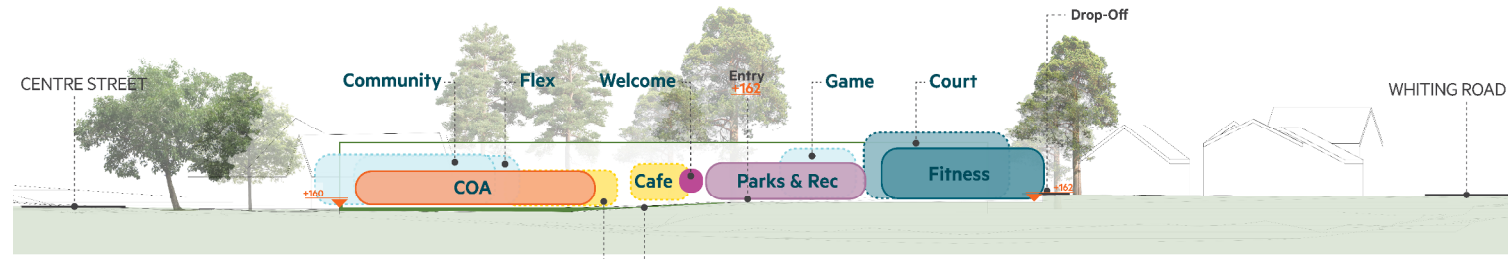 Drop-Off
CENTRE STREET
Community
Flex
Welcome
Entry
+162
Game
Court
WHITING ROAD
COA
Cafe
Parks & Rec
Fitness
+160
+162